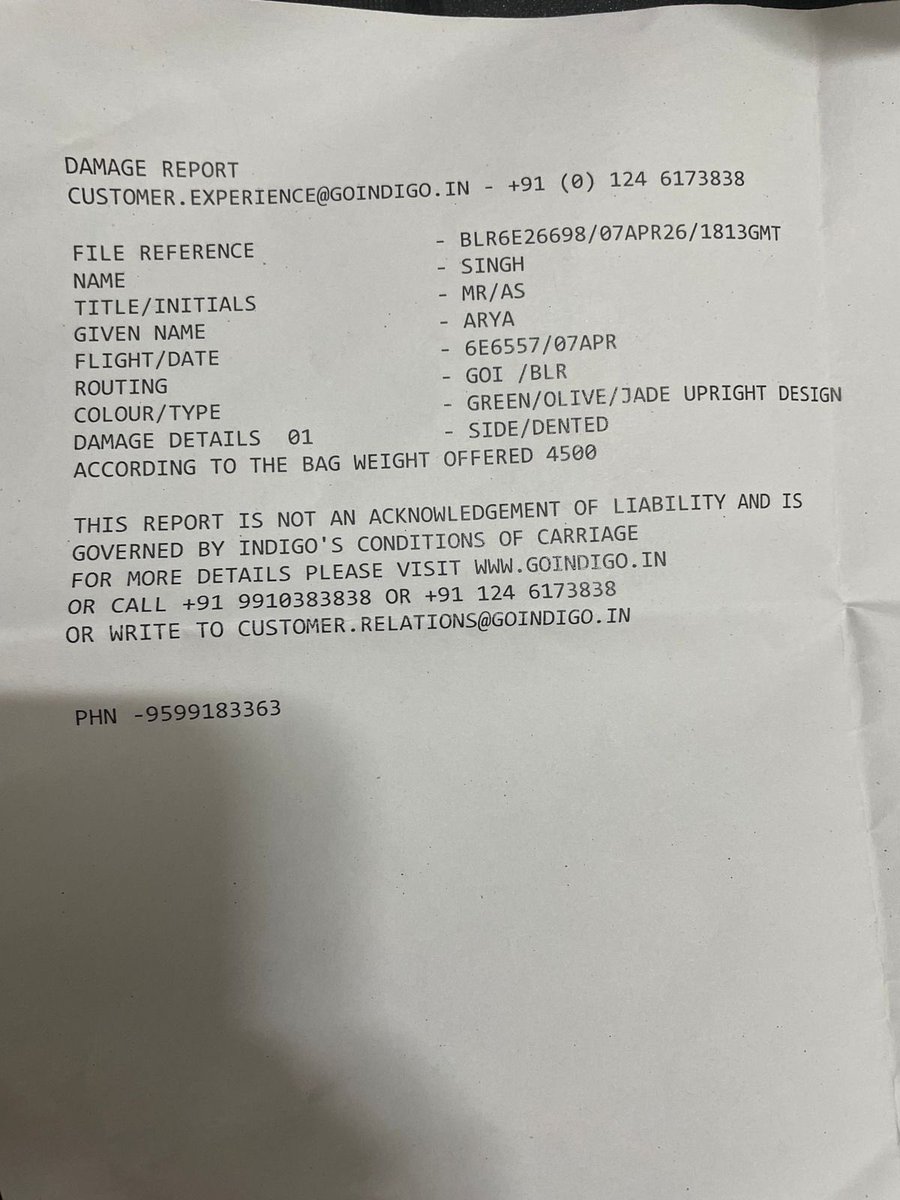 DAMAGE REPORT
CUSTOMER.EXPERIENCE@GOINDIGO.IN - +91 (0) 124 6173838
FILE REFERENCE - BLR6E26698/07APR26/1813GMT
NAME - SINGH
TITLE/INITIALS - MR/AS
GIVEN NAME - ARYA
FLIGHT/DATE - 6E6557/07APR
ROUTING - GOI /BLR
COLOUR/TYPE - GREEN/OLIVE/JADE UPRIGHT DESIGN
DAMAGE DETAILS 01 - SIDE/DENTED
ACCORDING TO THE BAG WEIGHT OFFERED 4500
THIS REPORT IS NOT AN ACKNOWLEDGEMENT OF LIABILITY AND IS
GOVERNED BY INDIGO'S CONDITIONS OF CARRIAGE
FOR MORE DETAILS PLEASE VISIT WWW.GOINDIGO.IN
OR CALL +91 9910383838 OR +91 124 6173838
OR WRITE TO CUSTOMER.RELATIONS@GOINDIGO.IN
PHN -9599183363